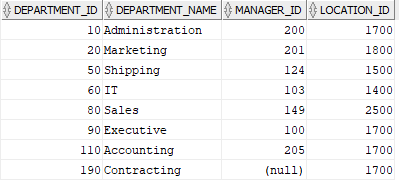 DEPARTMENT_ID DEPARTMENT_NAME MANAGER_ID LOCATION_ID
10 Administration 200 1700
20 Marketing 201 1800
50 Shipping 124 1500
60 IT 103 1400
80 Sales 149 2500
90 Executive 100 1700
110 Accounting 205 1700
190 Contracting (null) 1700